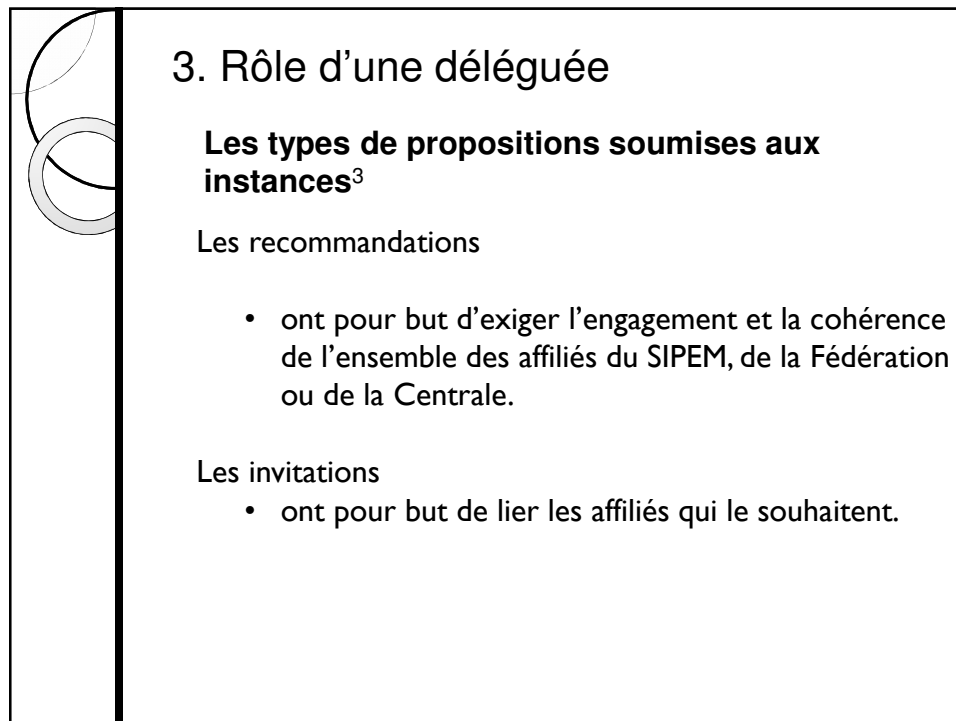 3. Rôle d’une déléguée
Les types de propositions soumises aux
instances³
Les recommandations
• ont pour but d’exiger l’engagement et la cohérence
de l’ensemble des affiliés du SIPEM, de la Fédération
ou de la Centrale.
Les invitations
• ont pour but de lier les affiliés qui le souhaitent.